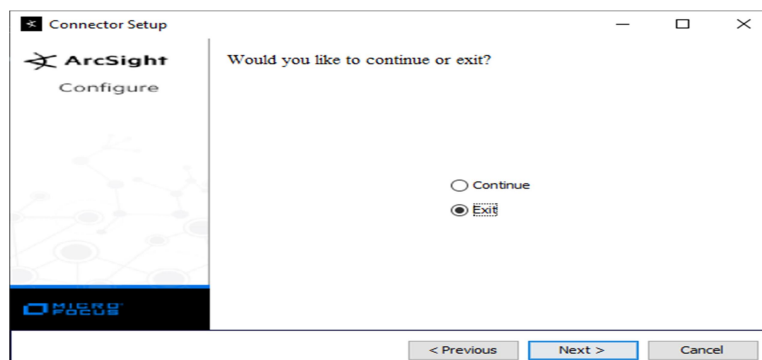 Connector Setup
ArcSight
Configure
Would you like to continue or exit?
Continue
Exit
MICRO
FOCUS
< Previous
Next >
Cancel